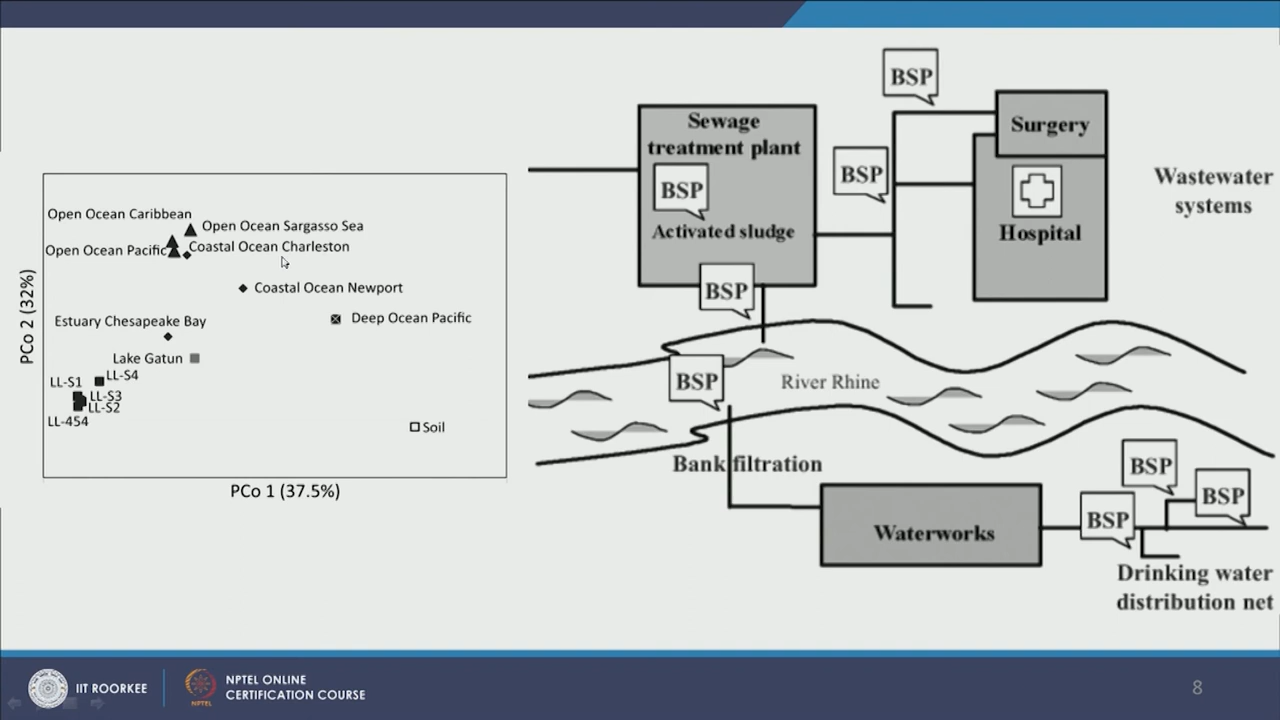 Open Ocean Caribbean
Open Ocean Sargasso Sea
Open Ocean Pacific
Coastal Ocean Charleston
Coastal Ocean Newport
Deep Ocean Pacific
Estuary Chesapeake Bay
Lake Gatun
LL-S4
LL-S1
LL-S3
LL-S2
LL-454
Soil
PCo 2 (32%)
PCo 1 (37.5%)
BSP
Sewage
treatment plant
BSP
Activated sludge
BSP
Surgery
Hospital
Wastewater
systems
BSP
BSP
River Rhine
Bank filtration
Waterworks
BSP
BSP
BSP
Drinking water
distribution net
IIT ROORKEE
NPTEL
NPTEL ONLINE
CERTIFICATION COURSE
8